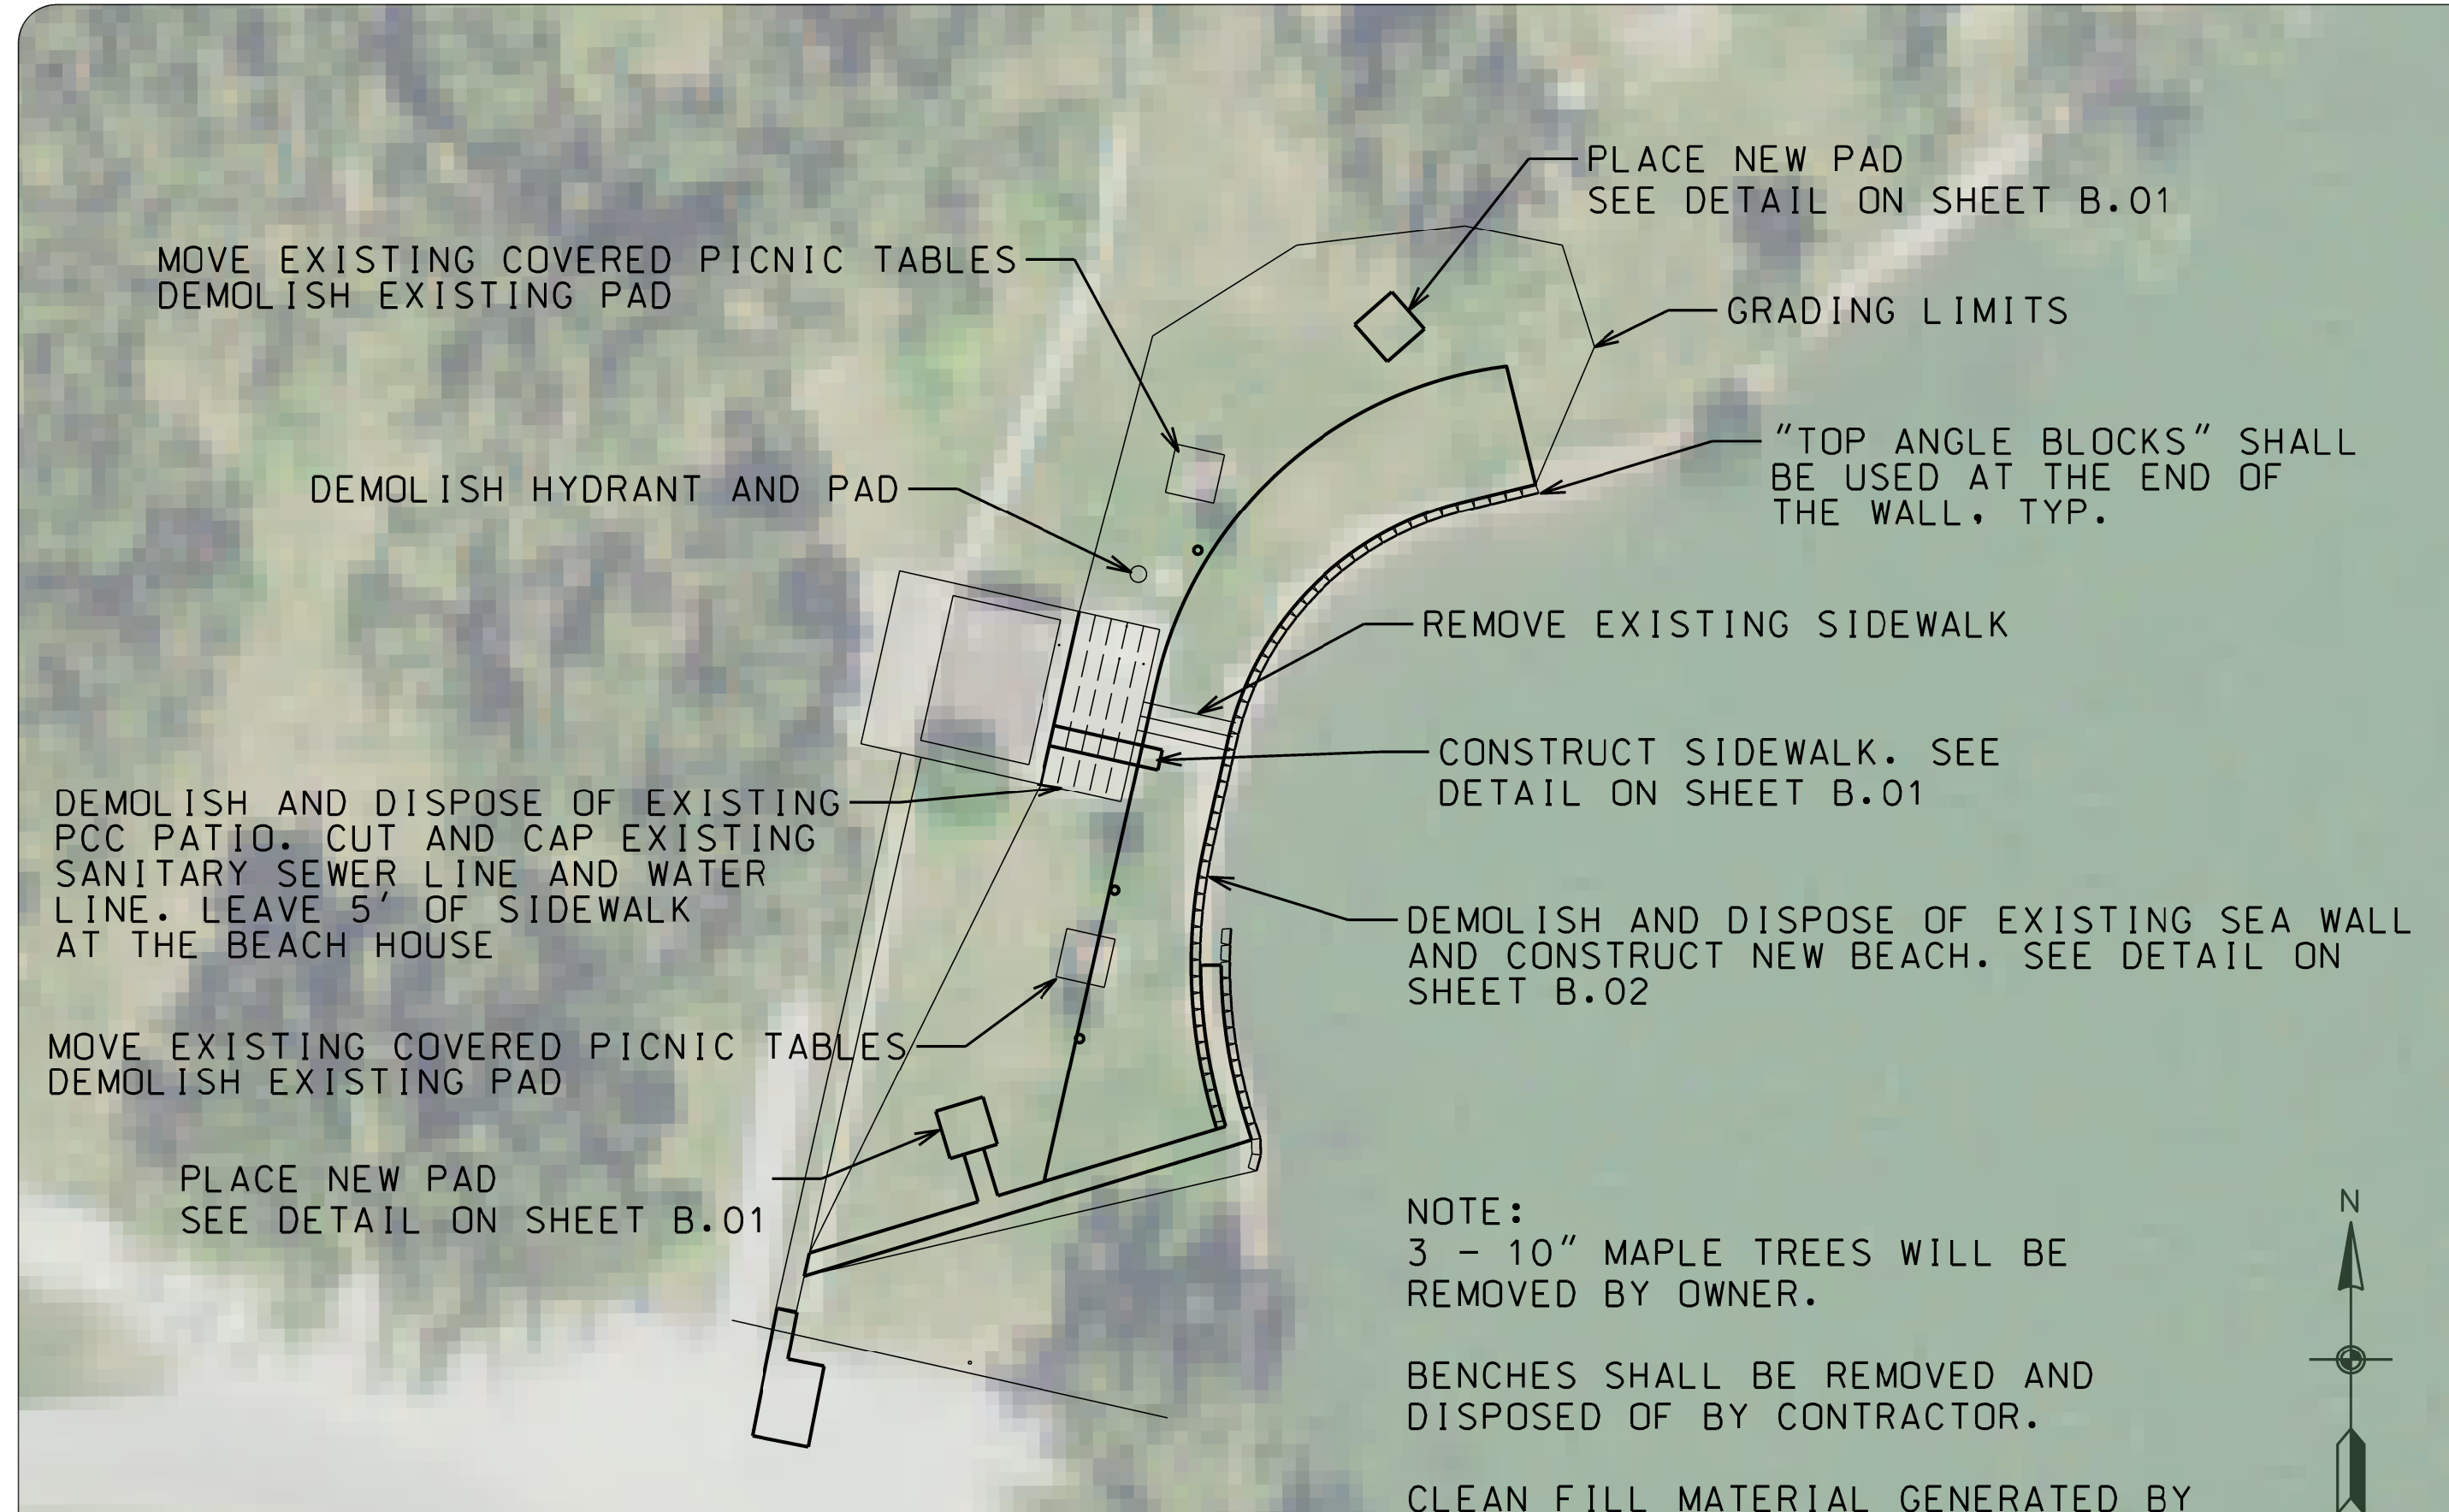 PLACE NEW PAD
SEE DETAIL ON SHEET B.01
MOVE EXISTING COVERED PICNIC TABLES
DEMOLISH EXISTING PAD
GRADING LIMITS
"TOP ANGLE BLOCKS" SHALL
BE USED AT THE END OF
THE WALL, TYP.
DEMOLISH HYDRANT AND PAD
REMOVE EXISTING SIDEWALK
CONSTRUCT SIDEWALK. SEE
DETAIL ON SHEET B.01
DEMOLISH AND DISPOSE OF EXISTING
PCC PATIO. CUT AND CAP EXISTING
SANITARY SEWER LINE AND WATER
LINE. LEAVE 5' OF SIDEWALK
AT THE BEACH HOUSE
DEMOLISH AND DISPOSE OF EXISTING SEA WALL
AND CONSTRUCT NEW BEACH. SEE DETAIL ON
SHEET B.02
MOVE EXISTING COVERED PICNIC TABLES
DEMOLISH EXISTING PAD
PLACE NEW PAD
SEE DETAIL ON SHEET B.01
NOTE:
3 - 10" MAPLE TREES WILL BE
REMOVED BY OWNER.
BENCHES SHALL BE REMOVED AND
DISPOSED OF BY CONTRACTOR.
CLEAN FILL MATERIAL GENERATED BY
N